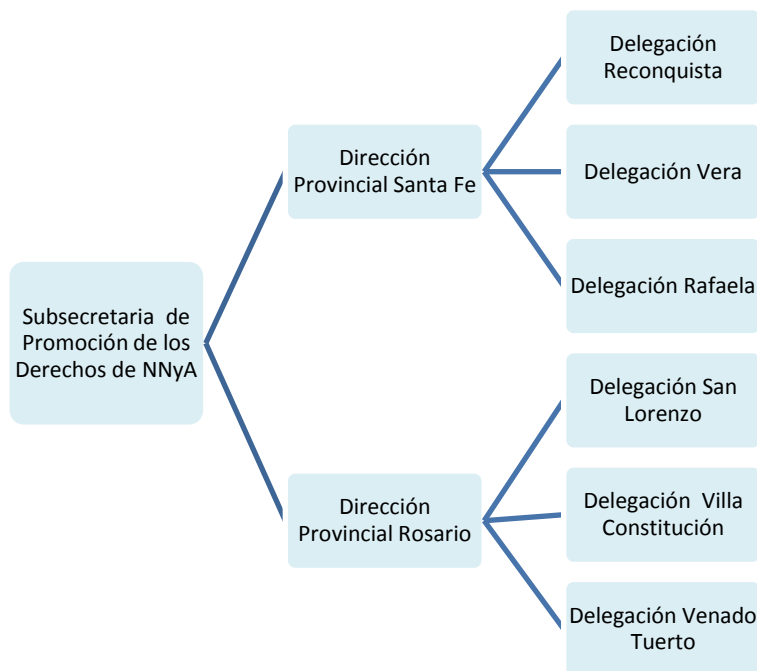 Subsecretaria  de
Promoción de los
Derechos de NNyA
Dirección
Provincial Santa Fe
Delegación
Reconquista
Delegación Vera
Delegación Rafaela
Dirección
Provincial Rosario
Delegación San
Lorenzo
Delegación  Villa
Constitución
Delegación Venado
Tuerto